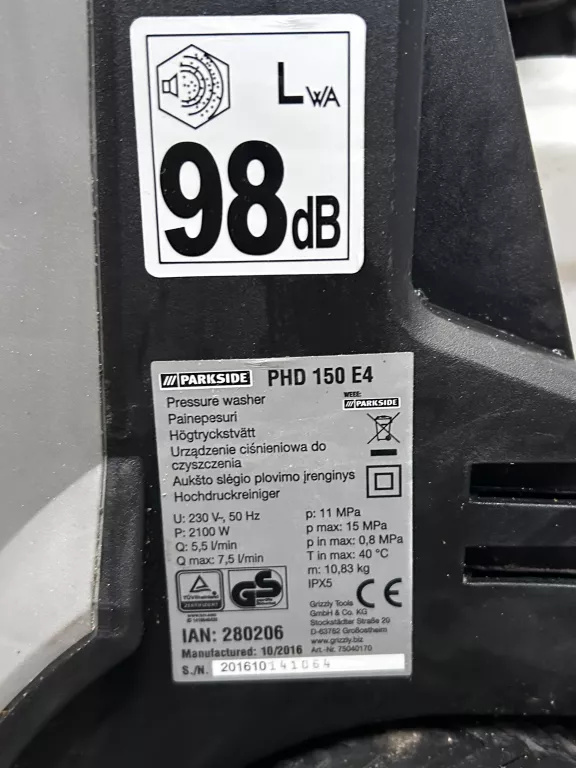 LWA
98dB
PARKSIDE PHD 150 E4
Pressure washer
Painepesuri
Högtryckstvätt
Urządzenie ciśnieniowe do
czyszczenia
Aukšto slėgio plovimo įrenginys
Hochdruckreiniger
WEEE:
PARKSIDE
U: 230 V~, 50 Hz
P: 2100 W
Q: 5,5 l/min
Q max: 7,5 l/min
p: 11 MPa
p max: 15 MPa
p in max: 0,8 MPa
T in max: 40 °C
m: 10,83 kg
IPX5
GS
CE
IAN: 280206
Manufactured: 10/2016
S./N. 201610141064
Grizzly Tools
GmbH & Co. KG
Stockstädter Straße 20
D-63762 Großostheim
www.grizzly.biz
Art.-Nr. 75040170